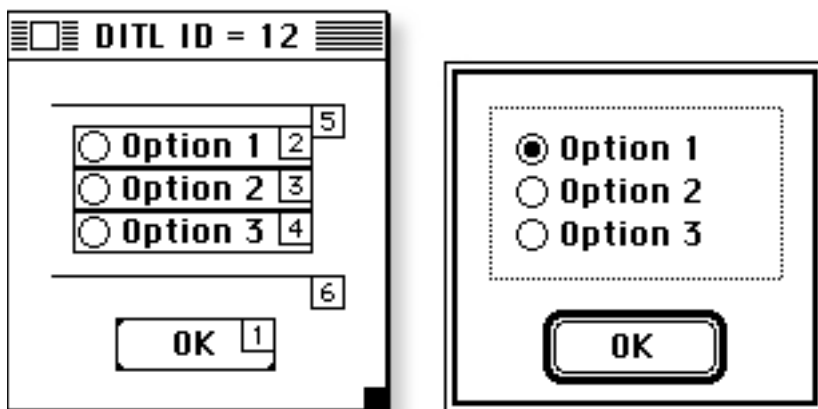 DITL ID = 12
5
Option 1 2
Option 2 3
Option 3 4
6
OK 1
Option 1
Option 2
Option 3
OK